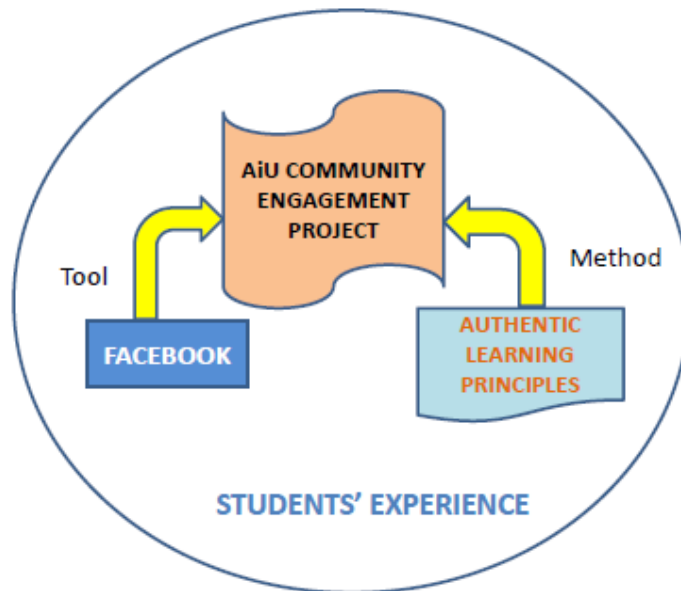 AiU COMMUNITY
ENGAGEMENT
PROJECT
Tool
Method
FACEBOOK
AUTHENTIC
LEARNING
PRINCIPLES
STUDENTS’ EXPERIENCE